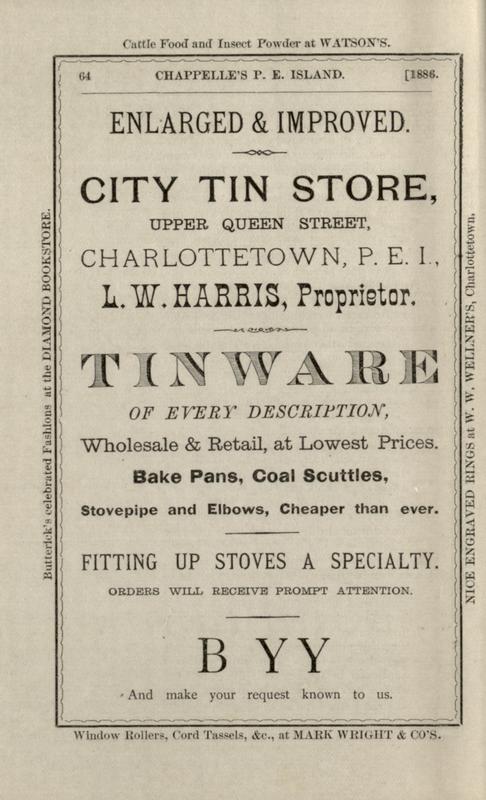 Cattle Food and Insect Powder at WATSON'S.
64 CHAPPELLE'S P. E. ISLAND. [1886.
ENLARGED & IMPROVED.
CITY TIN STORE,
UPPER QUEEN STREET,
CHARLOTTETOWN, P. E. I.,
L. W. HARRIS, Proprietor.
TINWARE
OF EVERY DESCRIPTION,
Wholesale & Retail, at Lowest Prices.
Bake Pans, Coal Scuttles,
Stovepipe and Elbows, Cheaper than ever.
FITTING UP STOVES A SPECIALTY.
ORDERS WILL RECEIVE PROMPT ATTENTION.
B YY
And make your request known to us.
Butterick's celebrated Fashions at the DIAMOND BOOKSTORE.
NICE ENGRAVED RINGS at W. W. WELLNER'S, Charlottetown,
Window Rollers, Cord Tassels, &c., at MARK WRIGHT & CO'S.